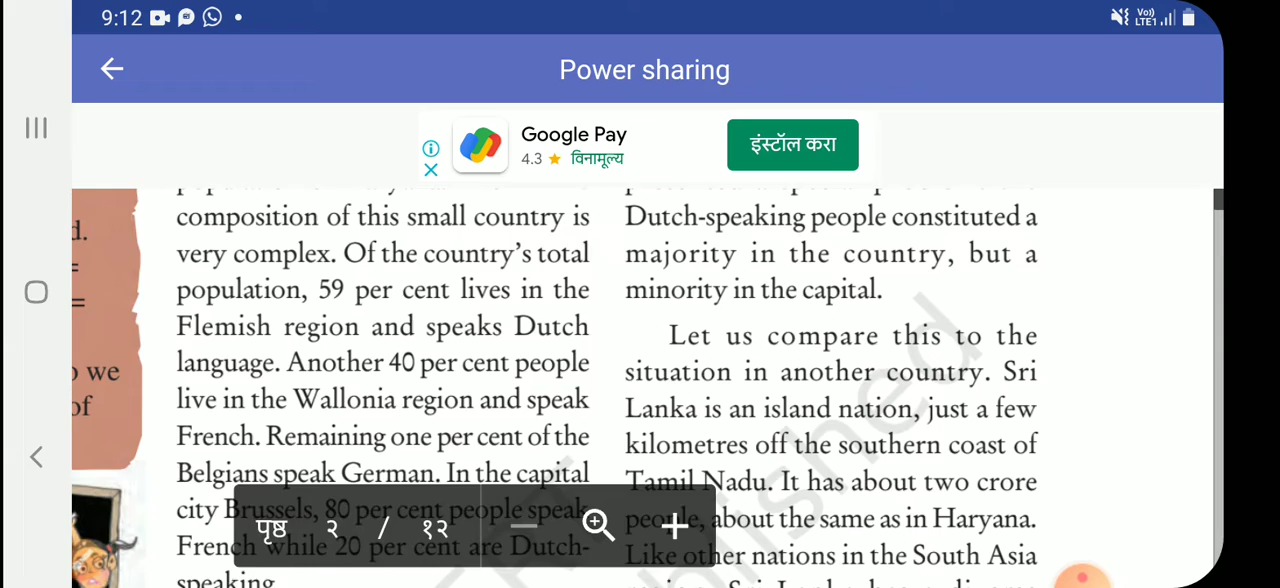 9:12
Vo)
LTE1
Power sharing
Google Pay
4.3 ★ विनामूल्य
इंस्टॉल करा
d.
=
=
we
of
composition of this small country is
very complex. Of the country's total
population, 59 per cent lives in the
Flemish region and speaks Dutch
language. Another 40 per cent people
live in the Wallonia region and speak
French. Remaining one per cent of the
Belgians speak German. In the capital
city Brussels, 80 per cent people speak
French while 20 per cent are Dutch-
speaking.
Dutch-speaking people constituted a
majority in the country, but a
minority in the capital.
Let us compare this to the
situation in another country. Sri
Lanka is an island nation, just a few
kilometres off the southern coast of
Tamil Nadu. It has about two crore
people, about the same as in Haryana.
Like other nations in the South Asia
पृष्ठ २ / १२